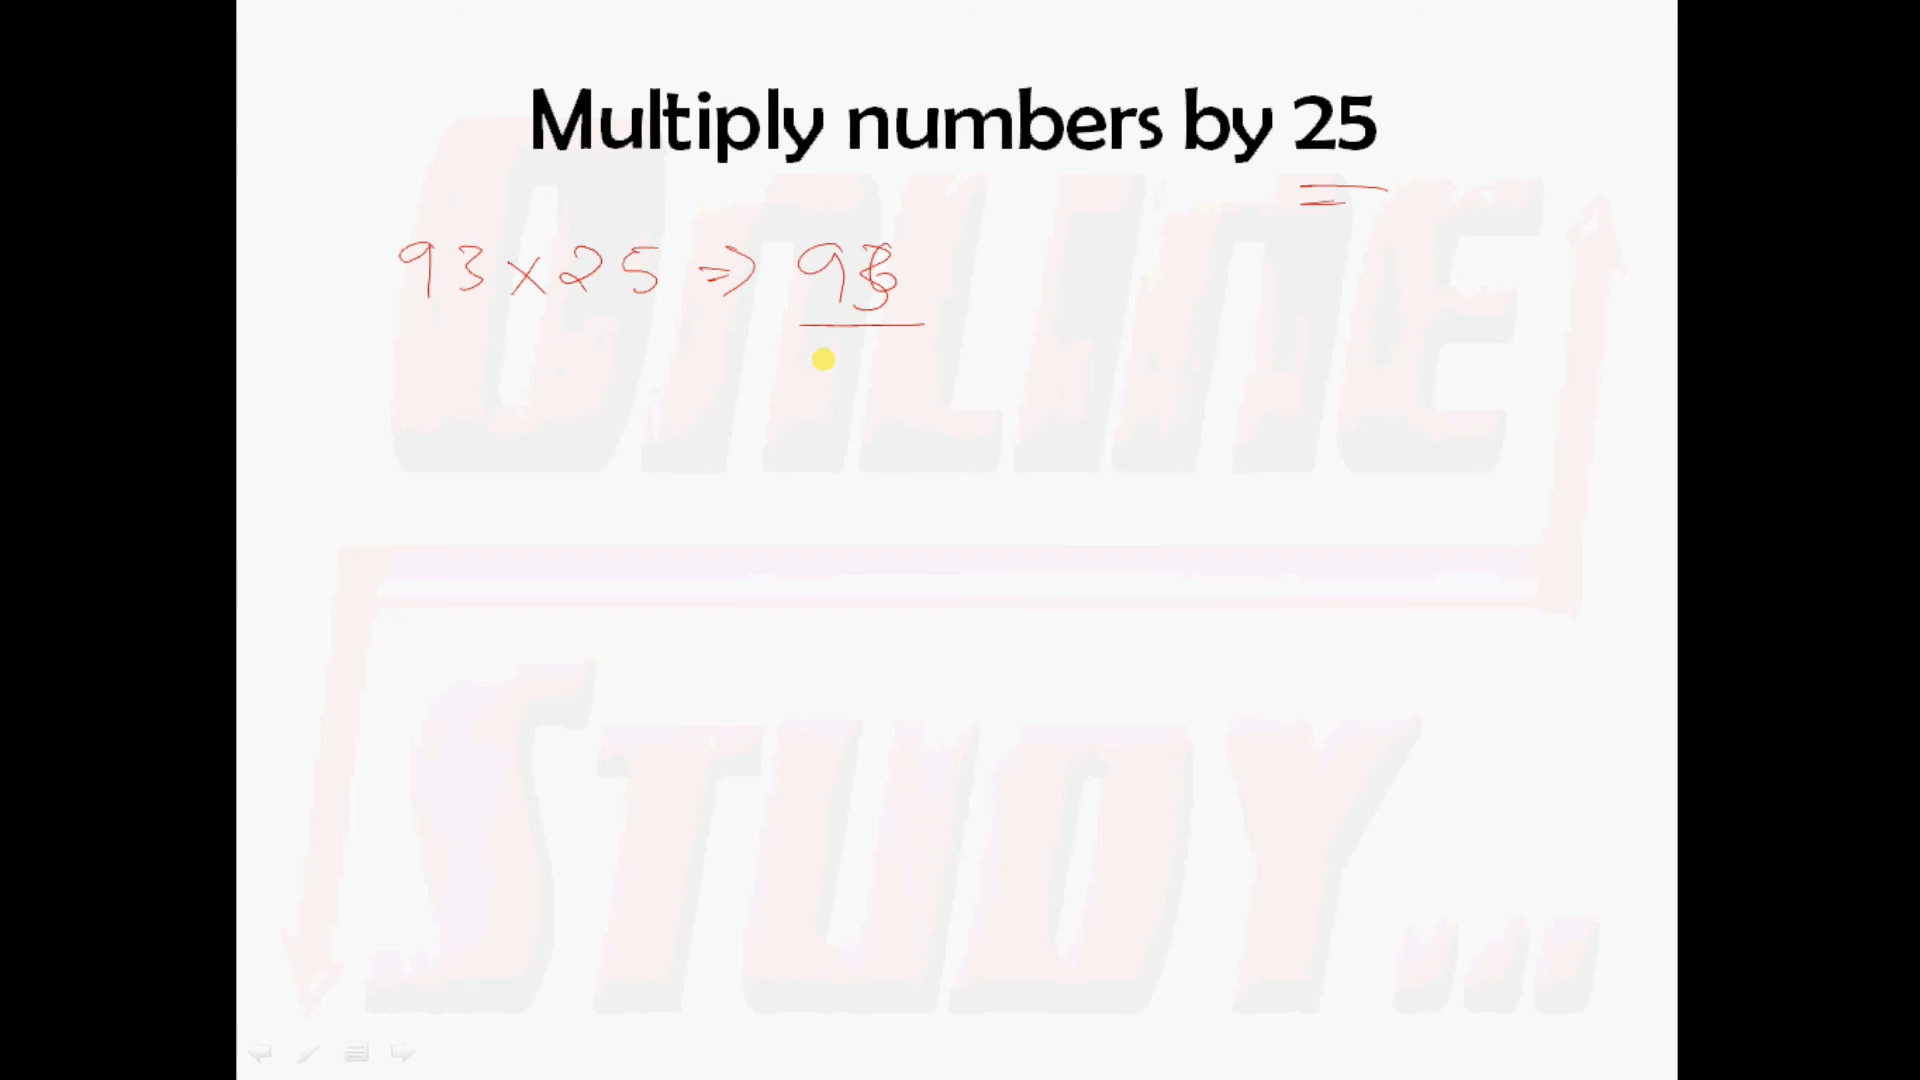 Multiply numbers by 25
93 × 25 ⇒ 93
ONLINE
STUDY...